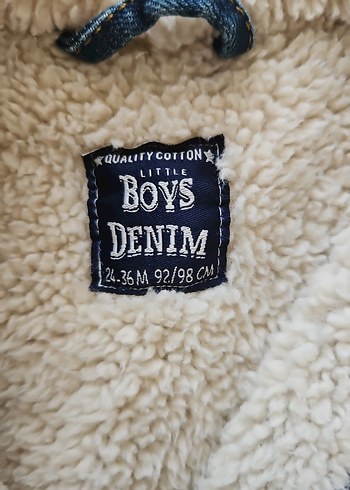 ★QUALITY COTTON★
LITTLE
BOYS
DENIM
24-36 M 92/98 CM